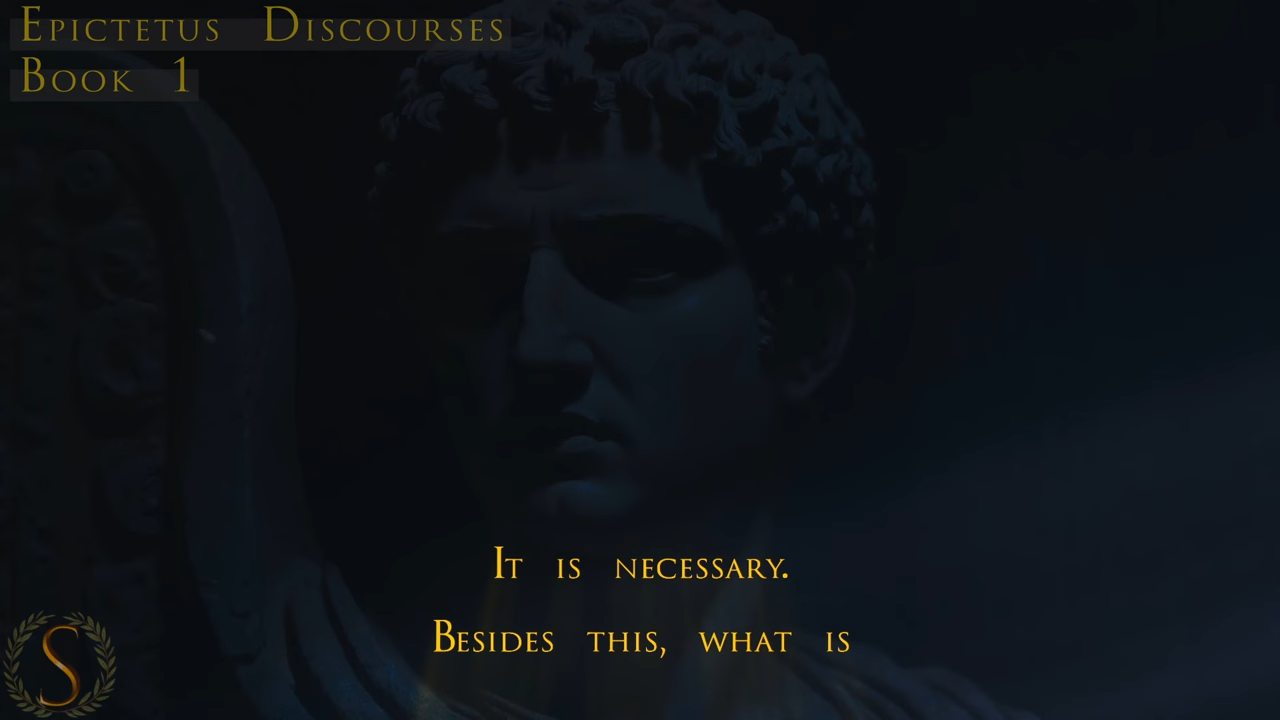 Epictetus Discourses
Book 1
It is necessary.
Besides this, what is
S